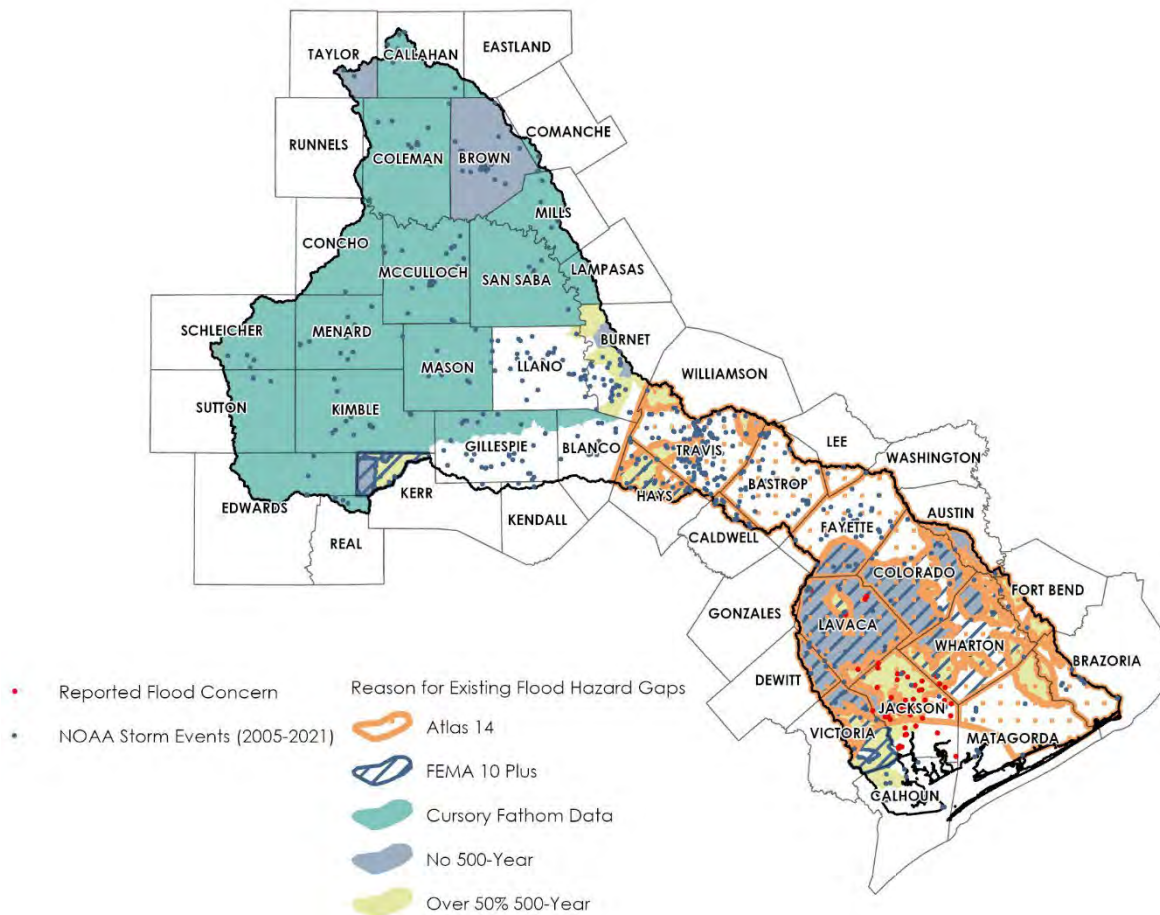 TAYLOR
CALLAHAN
EASTLAND
RUNNELS
COLEMAN
BROWN
COMANCHE
MILLS
CONCHO
MCCULLOCH
SAN SABA
LAMPASAS
SCHLEICHER
MENARD
BURNET
MASON
LLANO
WILLIAMSON
SUTTON
KIMBLE
GILLESPIE
BLANCO
TRAVIS
LEE
WASHINGTON
EDWARDS
KERR
HAYS
BASTROP
REAL
KENDALL
CALDWELL
FAYETTE
AUSTIN
COLORADO
FORT BEND
GONZALES
LAVACA
WHARTON
BRAZORIA
DEWITT
JACKSON
VICTORIA
MATAGORDA
CALHOUN
Reported Flood Concern
NOAA Storm Events (2005-2021)
Reason for Existing Flood Hazard Gaps
Atlas 14
FEMA 10 Plus
Cursory Fathom Data
No 500-Year
Over 50% 500-Year